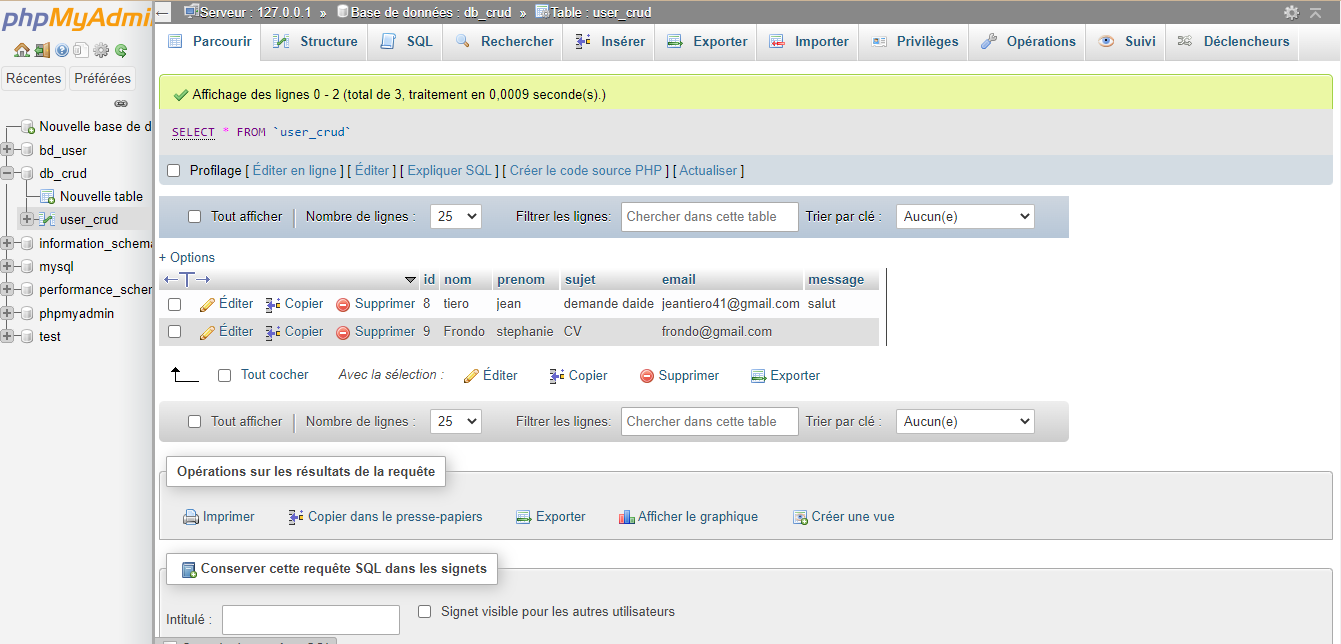 phpMyAdmi
Serveur : 127.0.0.1 » Base de données : db_crud » Table : user_crud
Parcourir Structure SQL Rechercher Insérer Exporter Importer Privilèges Opérations Suivi Déclencheurs
Récentes Préférées
Nouvelle base de d
bd_user
db_crud
Nouvelle table
user_crud
information_schema
mysql
performance_scher
phpmyadmin
test
Affichage des lignes 0 - 2 (total de 3, traitement en 0,0009 seconde(s).)
SELECT * FROM `user_crud`
Profilage [ Éditer en ligne ] [ Éditer ] [ Expliquer SQL ] [ Créer le code source PHP ] [ Actualiser ]
Tout afficher Nombre de lignes : 25 Filtrer les lignes: Chercher dans cette table Trier par clé : Aucun(e)
+ Options
id nom prenom sujet email message
Éditer Copier Supprimer 8 tiero jean demande daide jeantiero41@gmail.com salut
Éditer Copier Supprimer 9 Frondo stephanie CV frondo@gmail.com
Tout cocher Avec la sélection : Éditer Copier Supprimer Exporter
Tout afficher Nombre de lignes : 25 Filtrer les lignes: Chercher dans cette table Trier par clé : Aucun(e)
Opérations sur les résultats de la requête
Imprimer Copier dans le presse-papiers Exporter Afficher le graphique Créer une vue
Conserver cette requête SQL dans les signets
Intitulé : Signet visible pour les autres utilisateurs